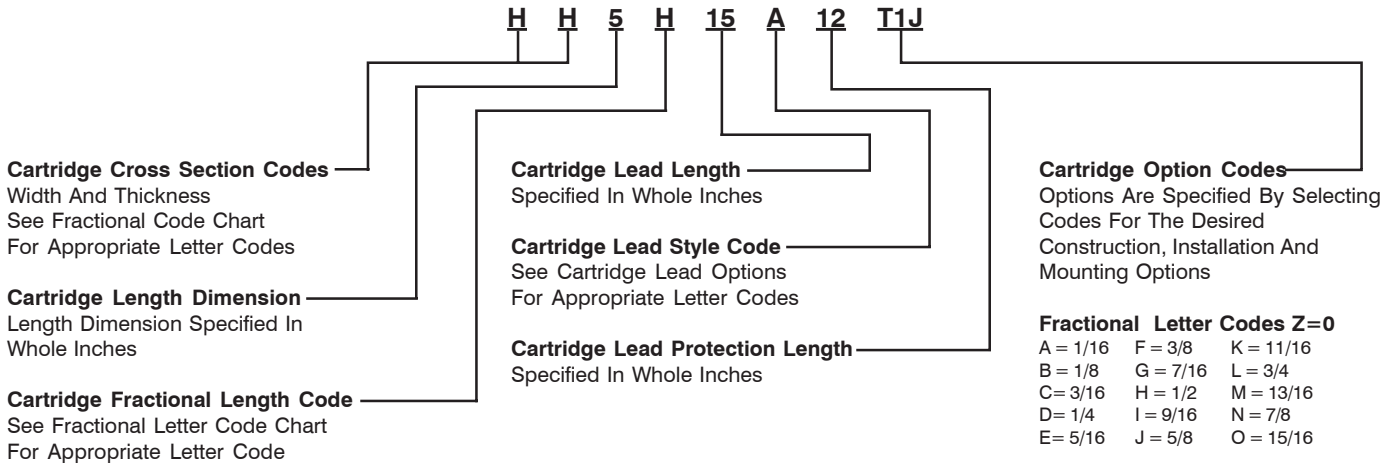 H H 5 H 15 A 12 T1J
Cartridge Cross Section Codes
Width And Thickness
See Fractional Code Chart
For Appropriate Letter Codes
Cartridge Length Dimension
Length Dimension Specified In
Whole Inches
Cartridge Fractional Length Code
See Fractional Letter Code Chart
For Appropriate Letter Code
Cartridge Lead Length
Specified In Whole Inches
Cartridge Lead Style Code
See Cartridge Lead Options
For Appropriate Letter Codes
Cartridge Lead Protection Length
Specified In Whole Inches
Cartridge Option Codes
Options Are Specified By Selecting
Codes For The Desired
Construction, Installation And
Mounting Options
Fractional Letter Codes Z=0
A = 1/16 F = 3/8 K = 11/16
B = 1/8 G = 7/16 L = 3/4
C= 3/16 H = 1/2 M = 13/16
D= 1/4 I = 9/16 N = 7/8
E= 5/16 J = 5/8 O = 15/16